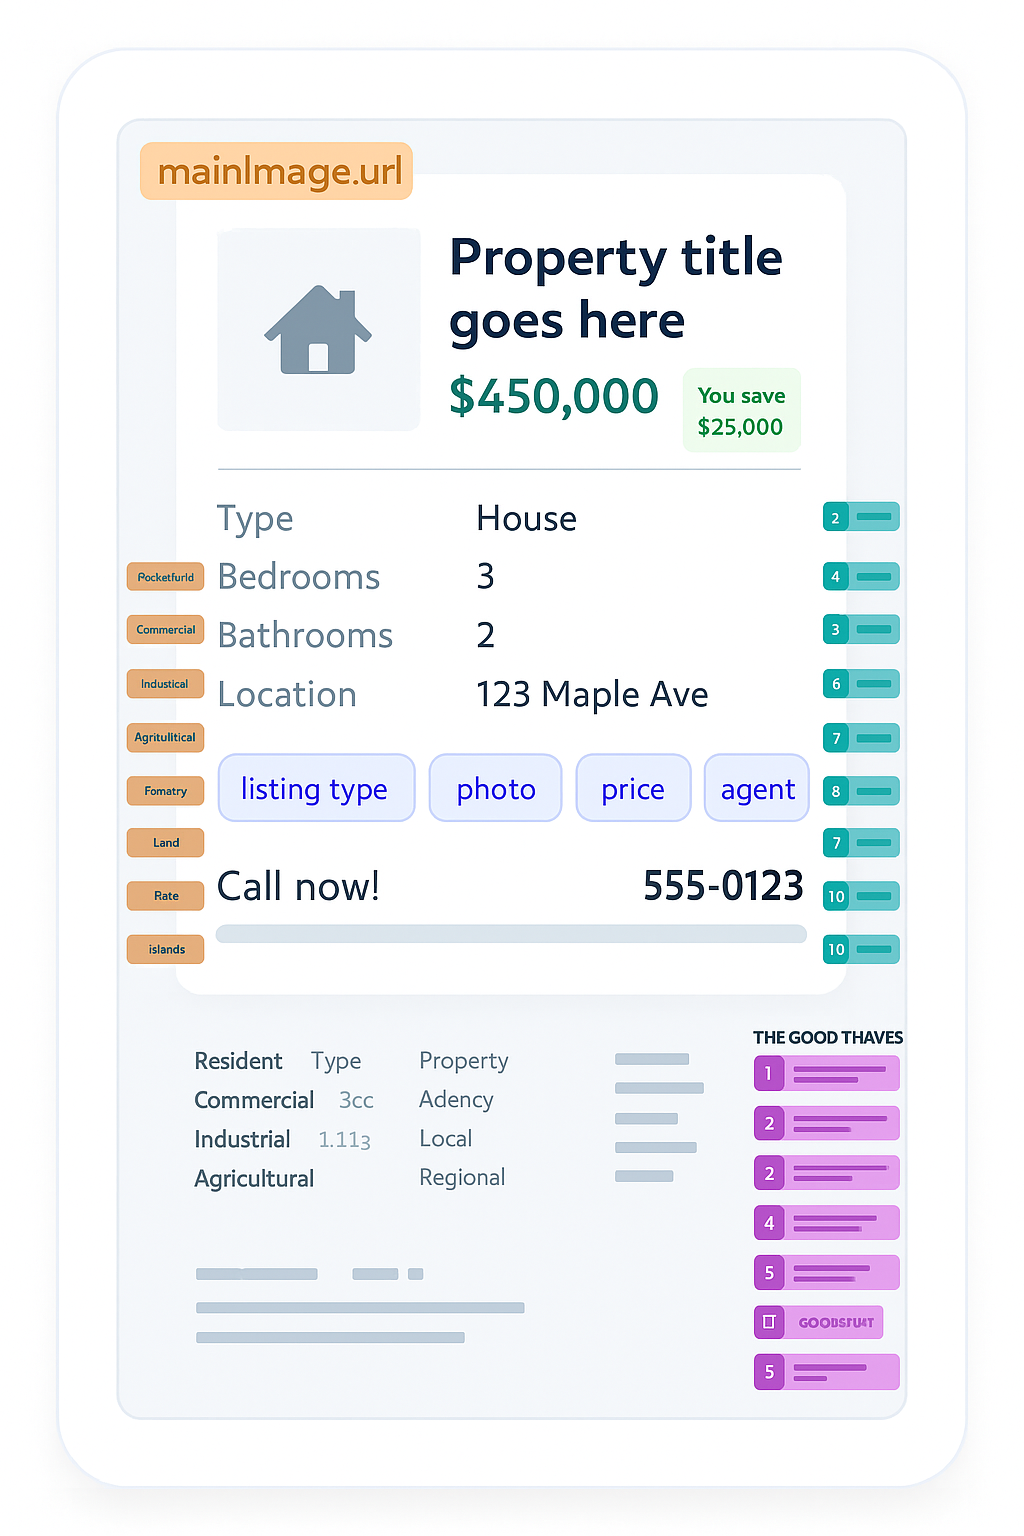 mainImage.url
Property title
goes here
$450,000
You save
$25,000
Type House
Bedrooms 3
Bathrooms 2
Location 123 Maple Ave
listing type photo price agent
Call now! 555-0123
Pocketfurld
Commercial
Industical
Agritulitical
Fomatry
Land
Rate
islands
2
4
3
6
7
8
7
10
10
Resident Type Property
Commercial 3cc Adency
Industrial 1.113 Local
Agricultural Regional
THE GOOD THAVES
1
2
2
4
5
5